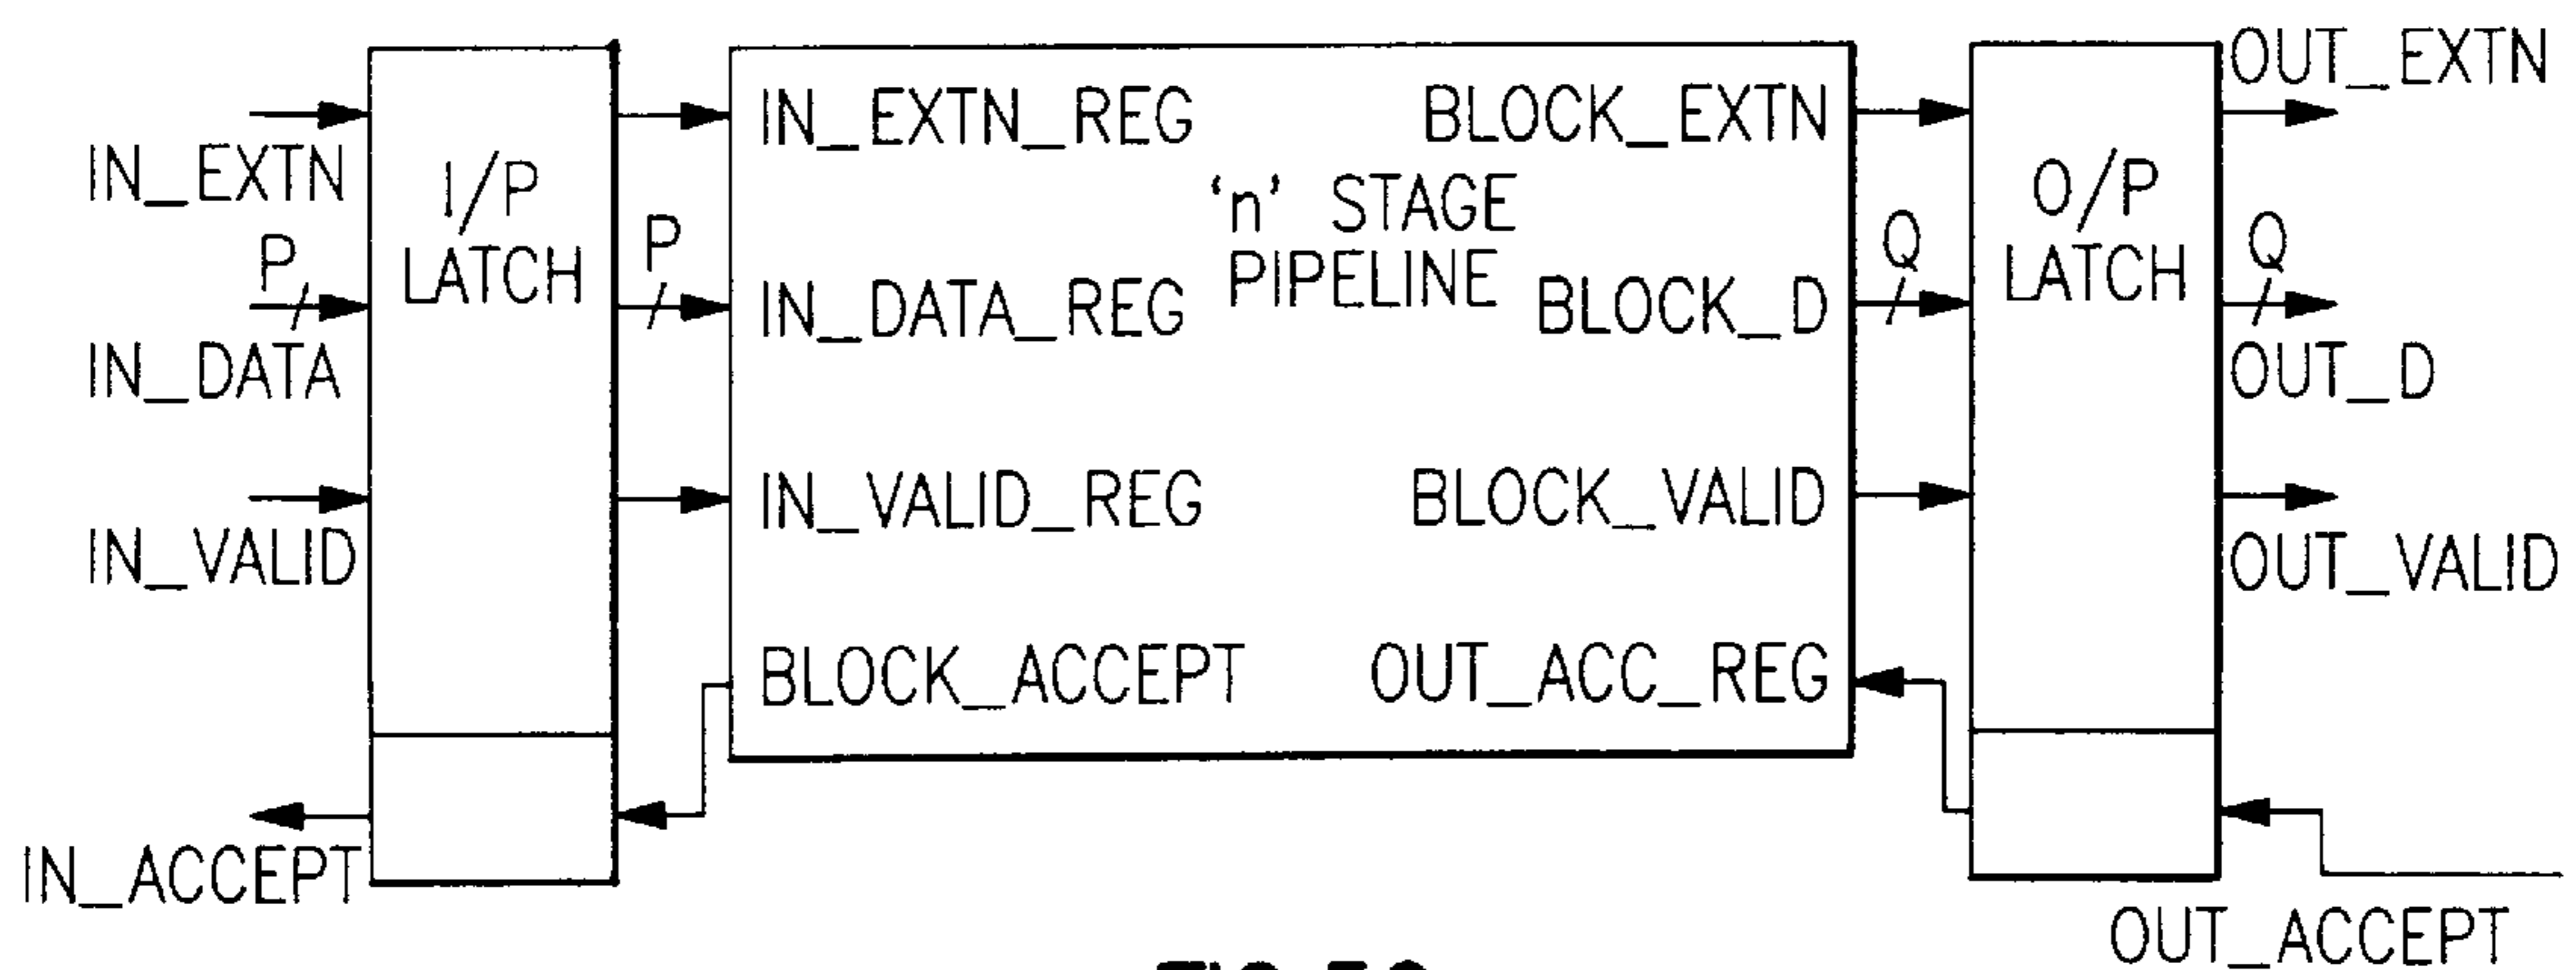 IN_EXTN
P
IN_DATA
IN_VALID
IN_ACCEPT
I/P
LATCH
P
IN_EXTN_REG
IN_DATA_REG
IN_VALID_REG
BLOCK_ACCEPT
'n' STAGE
PIPELINE
BLOCK_EXTN
BLOCK_D
BLOCK_VALID
OUT_ACC_REG
Q
O/P
LATCH
OUT_EXTN
Q
OUT_D
OUT_VALID
OUT_ACCEPT